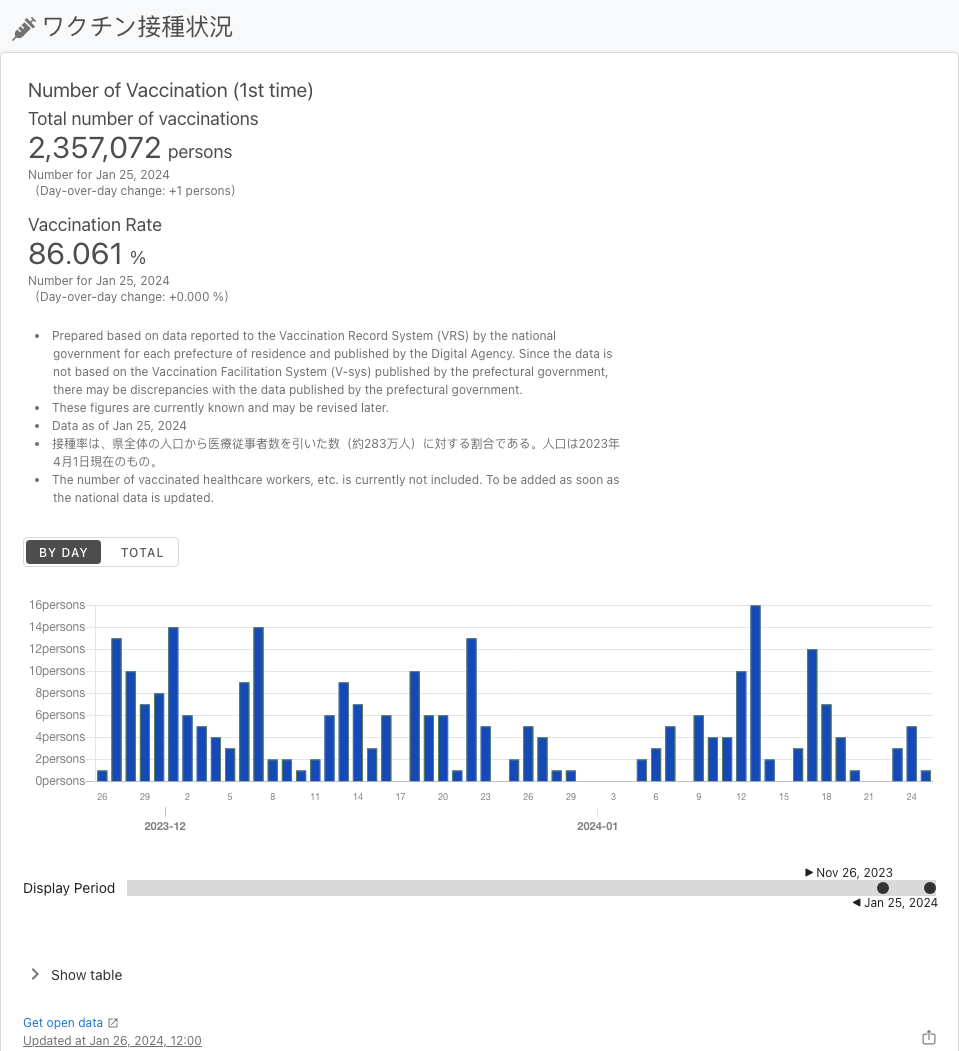 ワクチン接種状況
Number of Vaccination (1st time)
Total number of vaccinations
2,357,072 persons
Number for Jan 25, 2024
(Day-over-day change: +1 persons)
Vaccination Rate
86.061 %
Number for Jan 25, 2024
(Day-over-day change: +0.000 %)
• Prepared based on data reported to the Vaccination Record System (VRS) by the national
government for each prefecture of residence and published by the Digital Agency. Since the data is
not based on the Vaccination Facilitation System (V-sys) published by the prefectural government,
there may be discrepancies with the data published by the prefectural government.
• These figures are currently known and may be revised later.
• Data as of Jan 25, 2024
• 接種率は、県全体の人口から医療従事者数を引いた数（約283万人）に対する割合である。人口は2023年
4月1日現在のもの。
• The number of vaccinated healthcare workers, etc. is currently not included. To be added as soon as
the national data is updated.
BY DAY TOTAL
16persons
14persons
12persons
10persons
8persons
6persons
4persons
2persons
0persons
26 29 2 5 8 11 14 17 20 23 26 29 3 6 9 12 15 18 21 24
2023-12 2024-01
Nov 26, 2023
Display Period
Jan 25, 2024
Show table
Get open data
Updated at Jan 26, 2024, 12:00